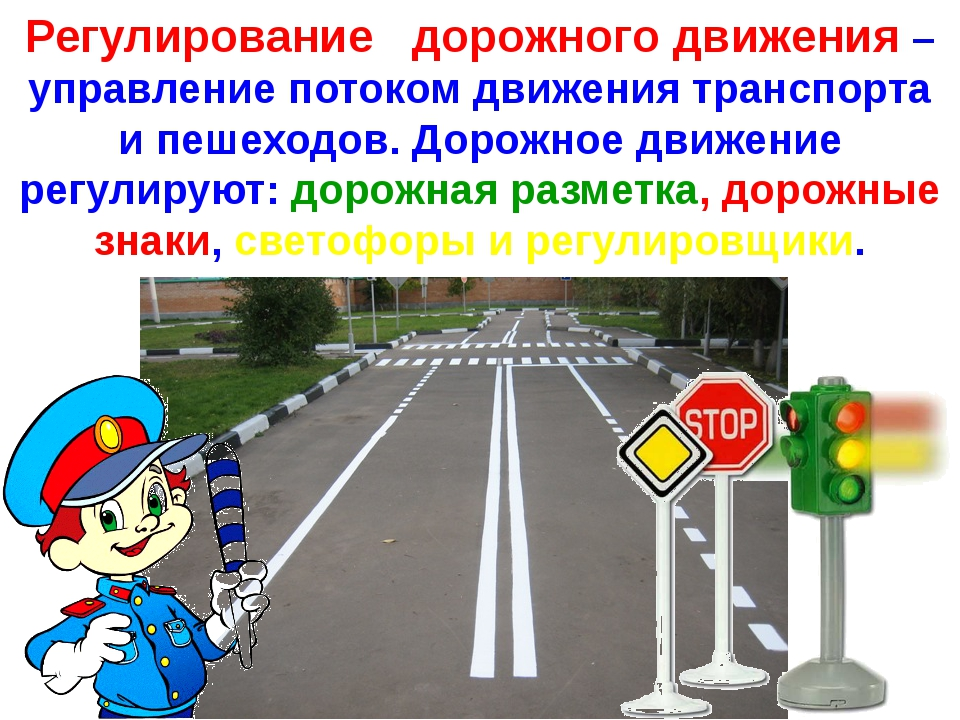 Регулирование дорожного движения –
управление потоком движения транспорта
и пешеходов. Дорожное движение
регулируют: дорожная разметка, дорожные
знаки, светофоры и регулировщики.
STOP